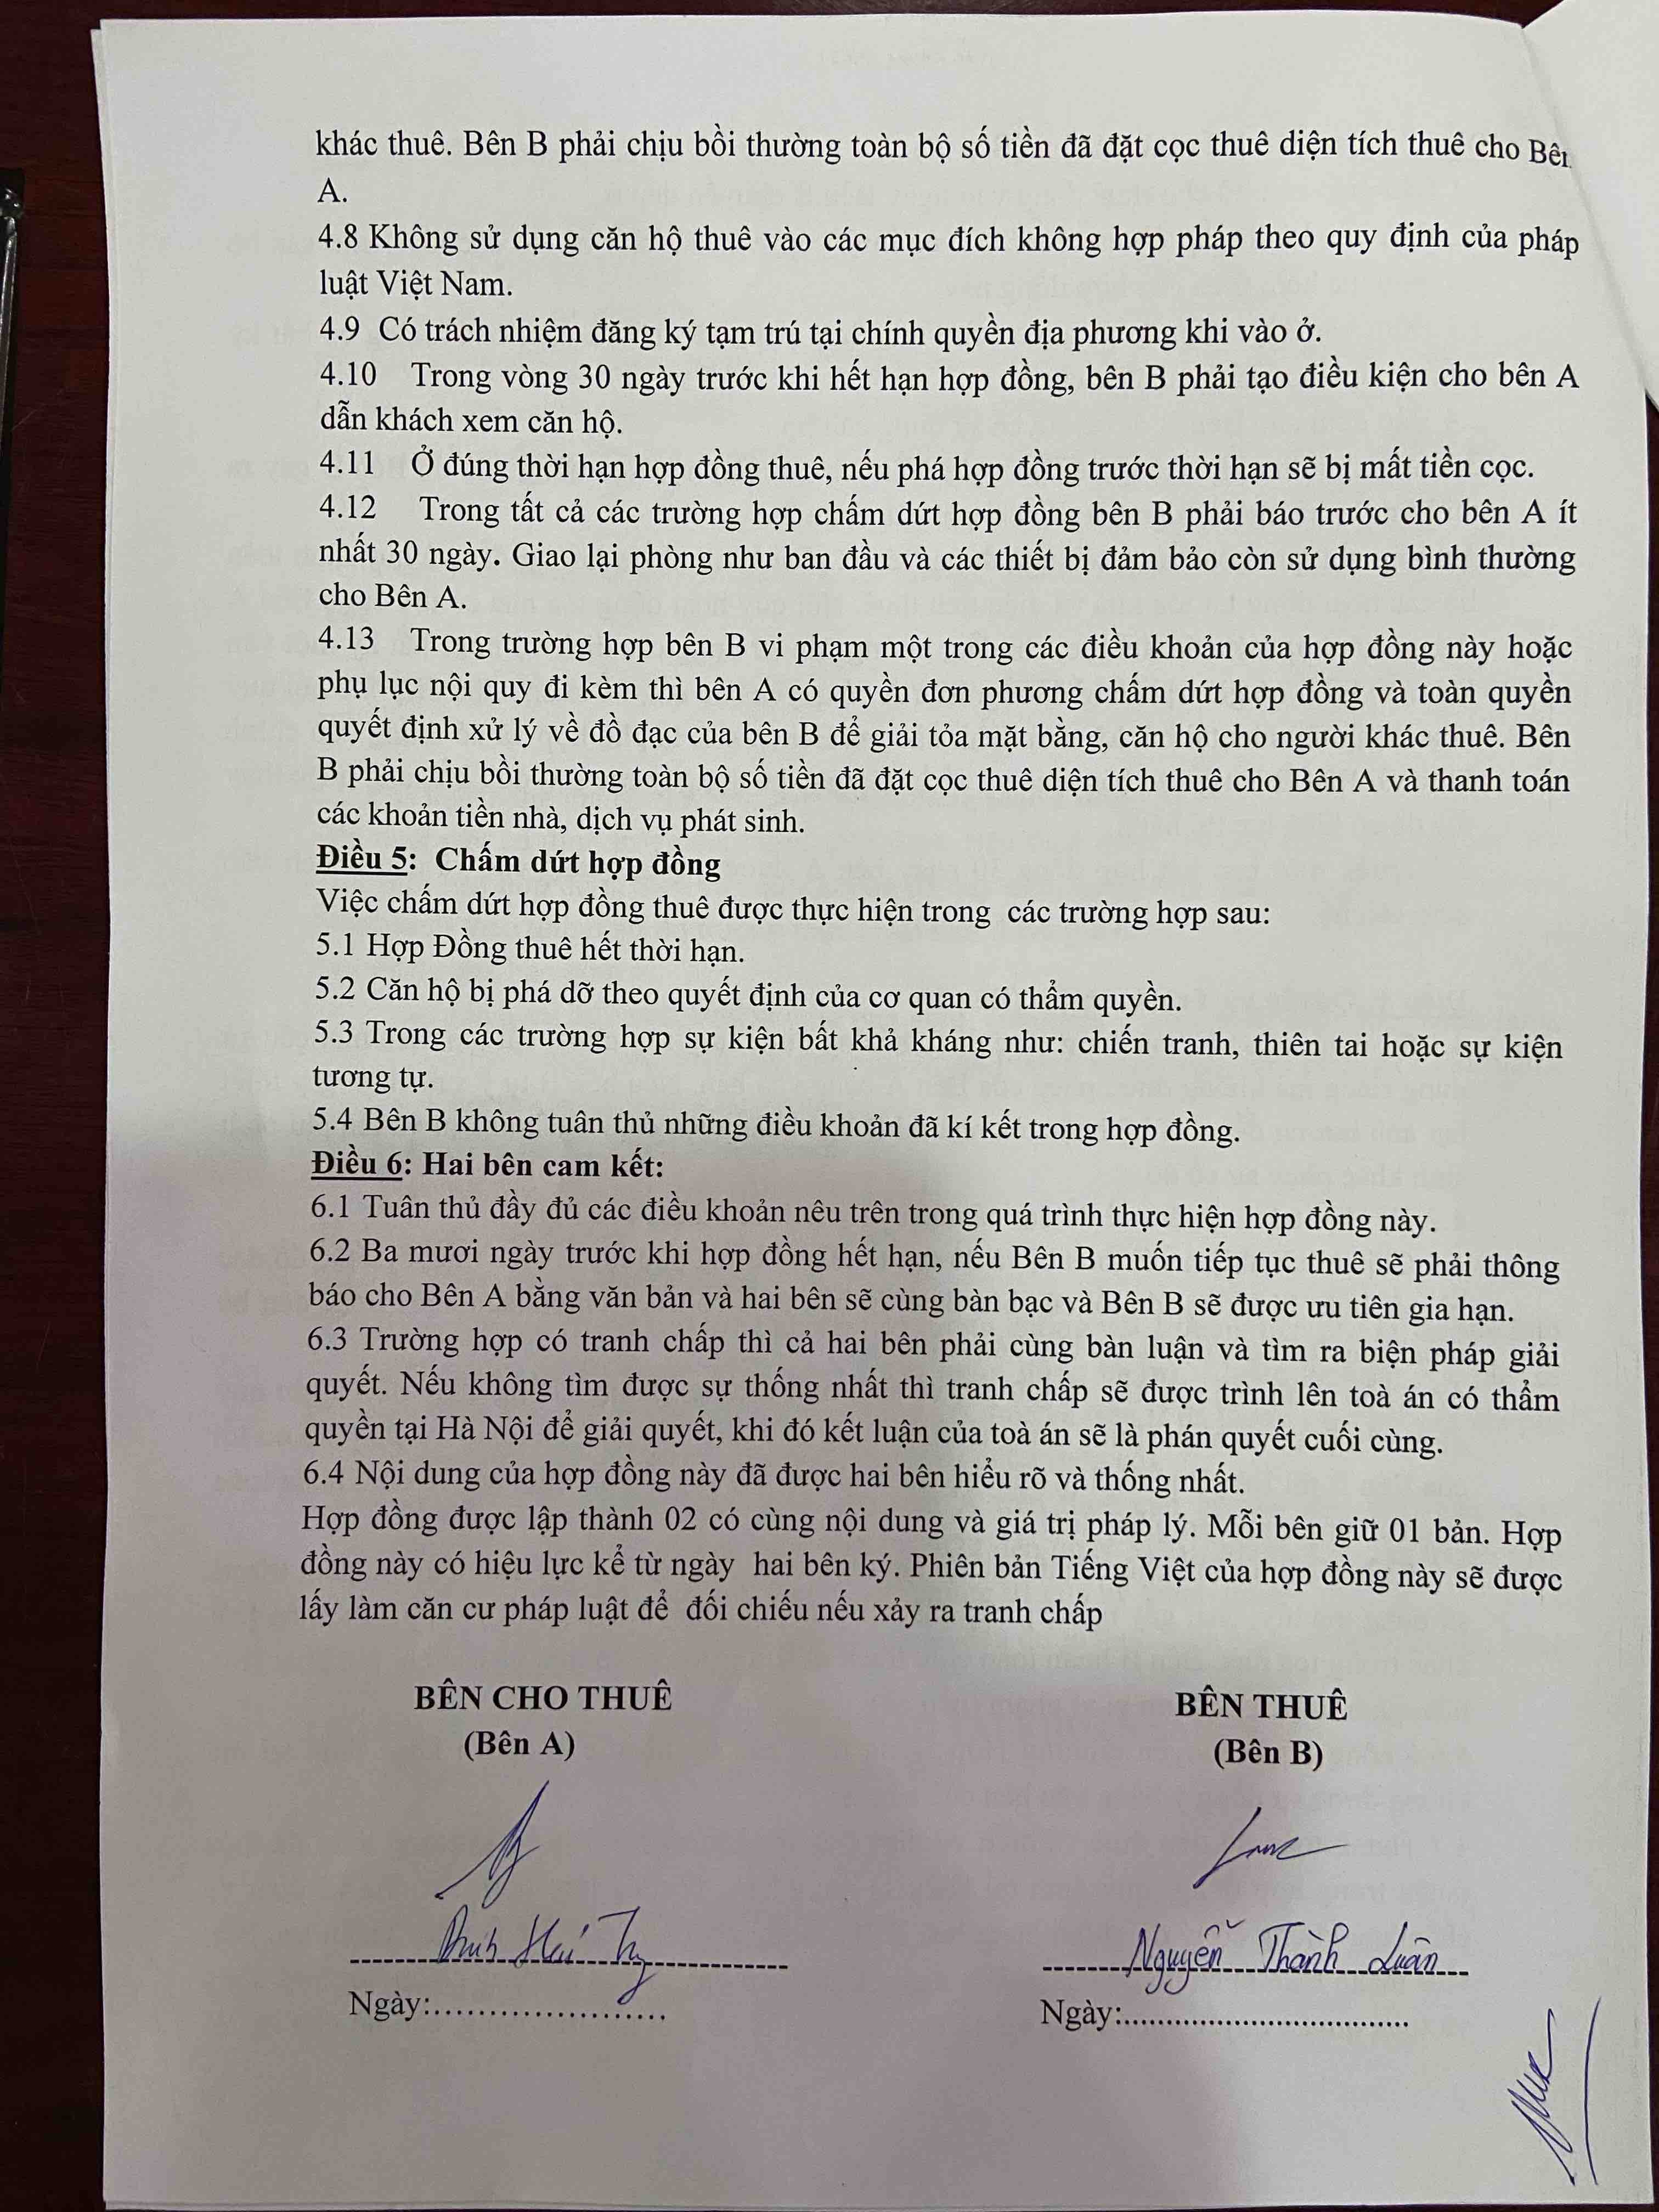 khác thuê. Bên B phải chịu bồi thường toàn bộ số tiền đã đặt cọc thuê diện tích thuê cho Bên
A.
4.8 Không sử dụng căn hộ thuê vào các mục đích không hợp pháp theo quy định của pháp
luật Việt Nam.
4.9 Có trách nhiệm đăng ký tạm trú tại chính quyền địa phương khi vào ở.
4.10 Trong vòng 30 ngày trước khi hết hạn hợp đồng, bên B phải tạo điều kiện cho bên A
dẫn khách xem căn hộ.
4.11 Ở đúng thời hạn hợp đồng thuê, nếu phá hợp đồng trước thời hạn sẽ bị mất tiền cọc.
4.12 Trong tất cả các trường hợp chấm dứt hợp đồng bên B phải báo trước cho bên A ít
nhất 30 ngày. Giao lại phòng như ban đầu và các thiết bị đảm bảo còn sử dụng bình thường
cho Bên A.
4.13 Trong trường hợp bên B vi phạm một trong các điều khoản của hợp đồng này hoặc
phụ lục nội quy đi kèm thì bên A có quyền đơn phương chấm dứt hợp đồng và toàn quyền
quyết định xử lý về đồ đạc của bên B để giải tỏa mặt bằng, căn hộ cho người khác thuê. Bên
B phải chịu bồi thường toàn bộ số tiền đã đặt cọc thuê diện tích thuê cho Bên A và thanh toán
các khoản tiền nhà, dịch vụ phát sinh.
Điều 5: Chấm dứt hợp đồng
Việc chấm dứt hợp đồng thuê được thực hiện trong các trường hợp sau:
5.1 Hợp Đồng thuê hết thời hạn.
5.2 Căn hộ bị phá dỡ theo quyết định của cơ quan có thẩm quyền.
5.3 Trong các trường hợp sự kiện bất khả kháng như: chiến tranh, thiên tai hoặc sự kiện
tương tự.
5.4 Bên B không tuân thủ những điều khoản đã kí kết trong hợp đồng.
Điều 6: Hai bên cam kết:
6.1 Tuân thủ đầy đủ các điều khoản nêu trên trong quá trình thực hiện hợp đồng này.
6.2 Ba mươi ngày trước khi hợp đồng hết hạn, nếu Bên B muốn tiếp tục thuê sẽ phải thông
báo cho Bên A bằng văn bản và hai bên sẽ cùng bàn bạc và Bên B sẽ được ưu tiên gia hạn.
6.3 Trường hợp có tranh chấp thì cả hai bên phải cùng bàn luận và tìm ra biện pháp giải
quyết. Nếu không tìm được sự thống nhất thì tranh chấp sẽ được trình lên toà án có thẩm
quyền tại Hà Nội để giải quyết, khi đó kết luận của toà án sẽ là phán quyết cuối cùng.
6.4 Nội dung của hợp đồng này đã được hai bên hiểu rõ và thống nhất.
Hợp đồng được lập thành 02 có cùng nội dung và giá trị pháp lý. Mỗi bên giữ 01 bản. Hợp
đồng này có hiệu lực kể từ ngày hai bên ký. Phiên bản Tiếng Việt của hợp đồng này sẽ được
lấy làm căn cư pháp luật để đối chiếu nếu xảy ra tranh chấp
BÊN CHO THUÊ
(Bên A)
BÊN THUÊ
(Bên B)
Nguyễn Thành Luân
Ngày:......................
Ngày:..................................